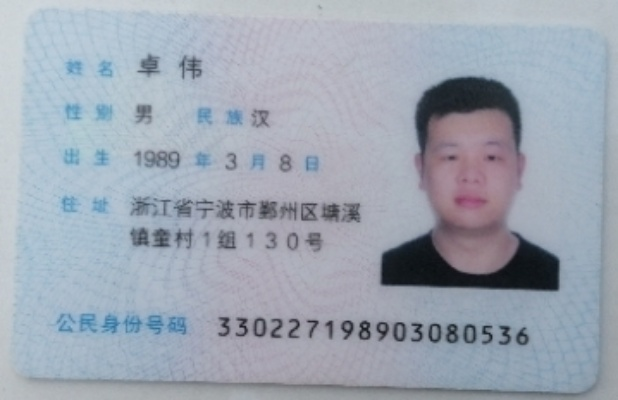 姓名 卓伟
性别 男 民族 汉
出生 1989 年 3 月 8 日
住址 浙江省宁波市鄞州区塘溪
镇童村1组130号
公民身份号码 330227198903080536